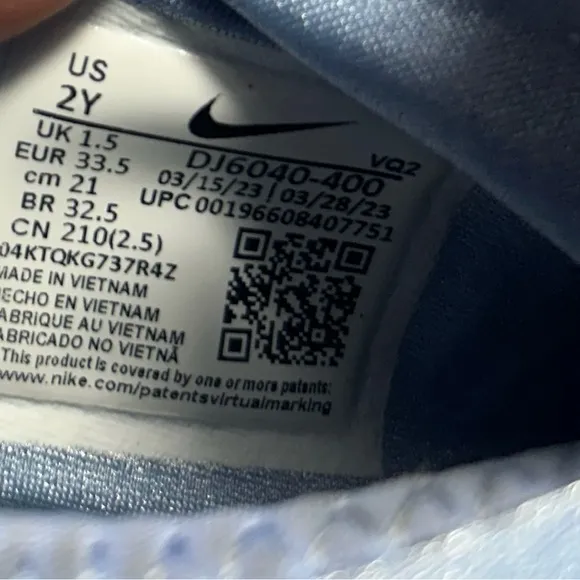 US
2Y
UK 1.5
EUR 33.5
cm 21
BR 32.5
CN 210(2.5)
VQ2
DJ6040-400
03/15/23 | 03/28/23
UPC 00196608407751
04KTQKG737R4Z
MADE IN VIETNAM
ECHO EN VIETNAM
ABRIQUE AU VIETNAM
ABRICADO NO VIETNÃ
This product is covered by one or more patents:
www.nike.com/patentsvirtualmarking